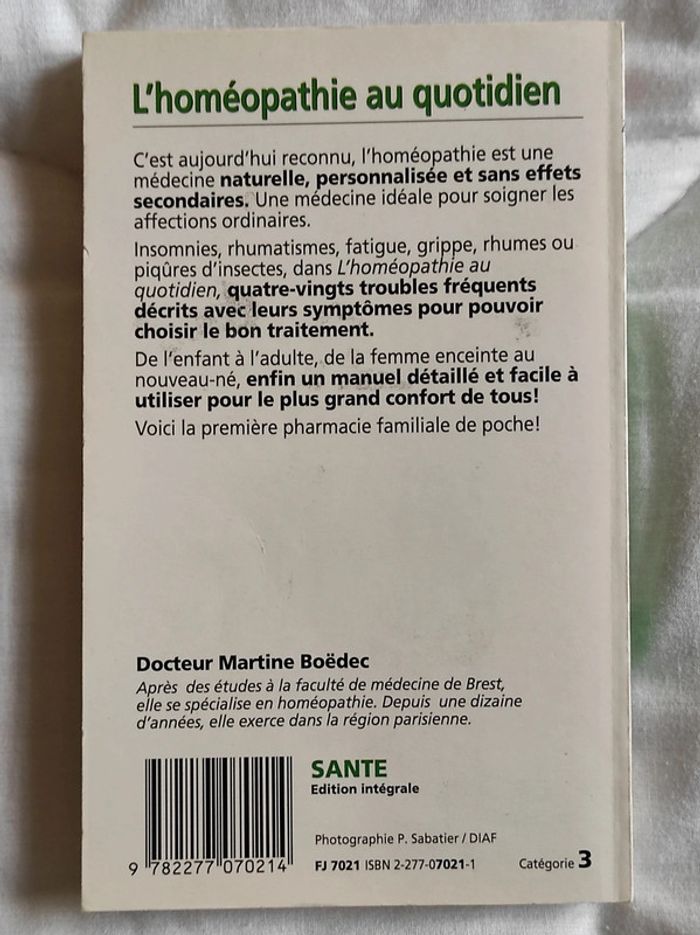 L'homéopathie au quotidien
C'est aujourd'hui reconnu, l'homéopathie est une
médecine naturelle, personnalisée et sans effets
secondaires. Une médecine idéale pour soigner les
affections ordinaires.
Insomnies, rhumatismes, fatigue, grippe, rhumes ou
piqûres d'insectes, dans L'homéopathie au
quotidien, quatre-vingts troubles fréquents
décrits avec leurs symptômes pour pouvoir
choisir le bon traitement.
De l'enfant à l'adulte, de la femme enceinte au
nouveau-né, enfin un manuel détaillé et facile à
utiliser pour le plus grand confort de tous!
Voici la première pharmacie familiale de poche!
Docteur Martine Boëdec
Après des études à la faculté de médecine de Brest,
elle se spécialise en homéopathie. Depuis une dizaine
d'années, elle exerce dans la région parisienne.
SANTE
Edition intégrale
Photographie P. Sabatier / DIAF
9 782277 070214
FJ 7021 ISBN 2-277-07021-1
Catégorie 3